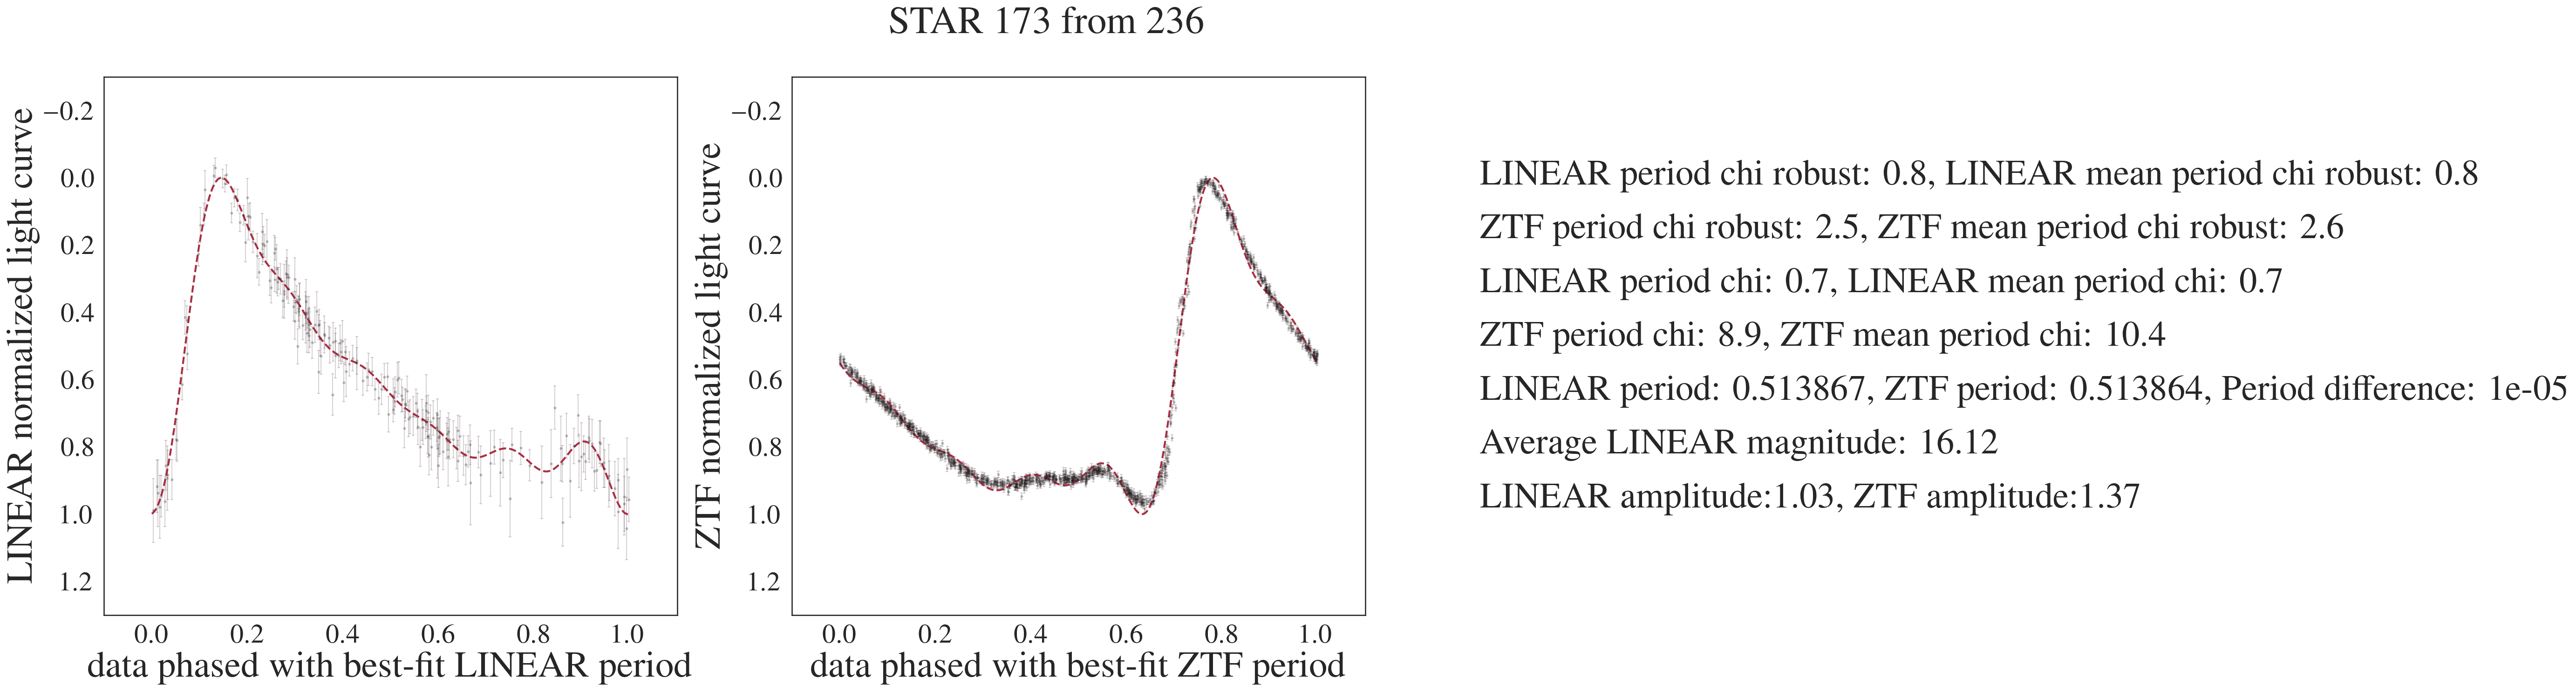 STAR 173 from 236
LINEAR normalized light curve
−0.2
0.0
0.2
0.4
0.6
0.8
1.0
1.2
0.0 0.2 0.4 0.6 0.8 1.0
data phased with best-fit LINEAR period
ZTF normalized light curve
−0.2
0.0
0.2
0.4
0.6
0.8
1.0
1.2
0.0 0.2 0.4 0.6 0.8 1.0
data phased with best-fit ZTF period
LINEAR period chi robust: 0.8, LINEAR mean period chi robust: 0.8
ZTF period chi robust: 2.5, ZTF mean period chi robust: 2.6
LINEAR period chi: 0.7, LINEAR mean period chi: 0.7
ZTF period chi: 8.9, ZTF mean period chi: 10.4
LINEAR period: 0.513867, ZTF period: 0.513864, Period difference: 1e-05
Average LINEAR magnitude: 16.12
LINEAR amplitude:1.03, ZTF amplitude:1.37